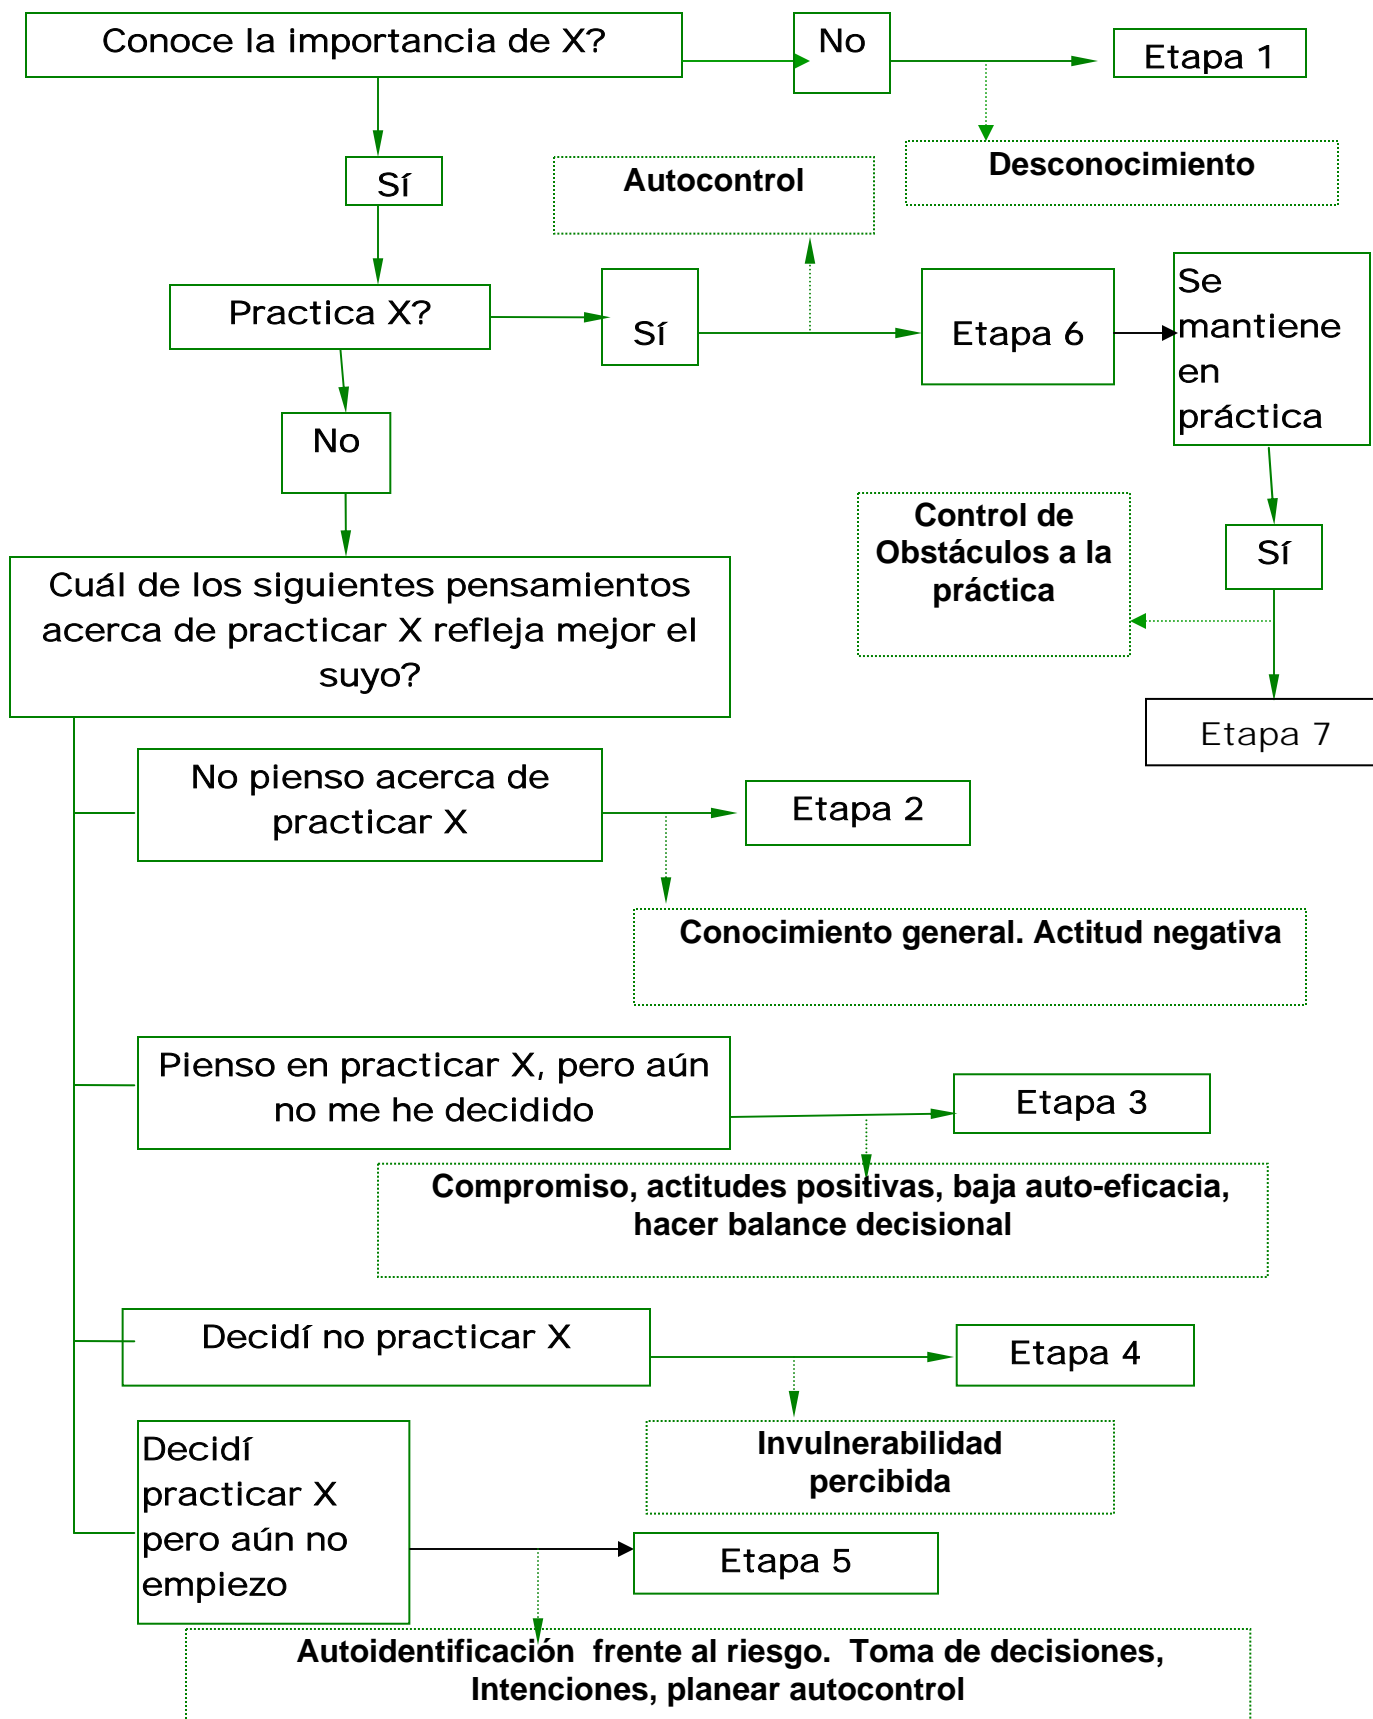 Conoce la importancia de X?
No
Etapa 1
Desconocimiento
Sí
Autocontrol
Practica X?
Sí
Etapa 6
Se
mantiene
en
práctica
No
Control de
Obstáculos a la
práctica
Sí
Etapa 7
Cuál de los siguientes pensamientos
acerca de practicar X refleja mejor el
suyo?
No pienso acerca de
practicar X
Etapa 2
Conocimiento general. Actitud negativa
Pienso en practicar X, pero aún
no me he decidido
Etapa 3
Compromiso, actitudes positivas, baja auto-eficacia,
hacer balance decisional
Decidí no practicar X
Etapa 4
Invulnerabilidad
percibida
Decidí
practicar X
pero aún no
empiezo
Etapa 5
Autoidentificación frente al riesgo. Toma de decisiones,
Intenciones, planear autocontrol